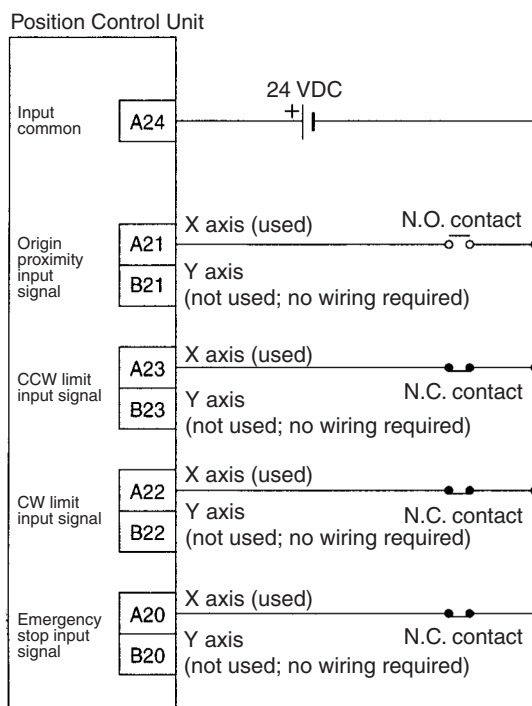 Position Control Unit
24 VDC
+
Input
common
A24
X axis (used)
N.O. contact
Origin
proximity
input
signal
A21
B21
Y axis
(not used; no wiring required)
X axis (used)
CCW limit
input signal
A23
B23
N.C. contact
Y axis
(not used; no wiring required)
X axis (used)
CW limit
input signal
A22
B22
N.C. contact
Y axis
(not used; no wiring required)
X axis (used)
Emergency
stop input
signal
A20
B20
N.C. contact
Y axis
(not used; no wiring required)